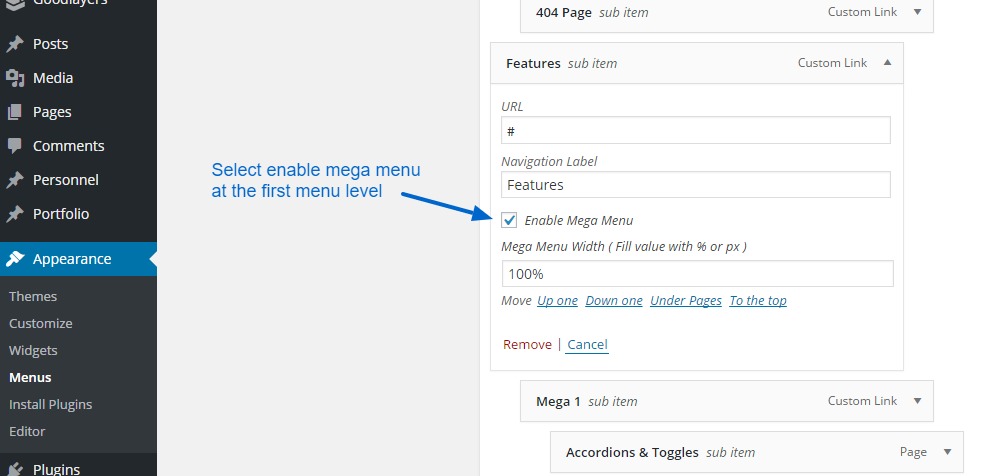 Goodlayers
Posts
Media
Pages
Comments
Personnel
Portfolio
Appearance
Themes
Customize
Widgets
Menus
Install Plugins
Editor
Plugins
Select enable mega menu
at the first menu level
404 Page sub item Custom Link
Features sub item Custom Link
URL
#
Navigation Label
Features
Enable Mega Menu
Mega Menu Width ( Fill value with % or px )
100%
Move Up one Down one Under Pages To the top
Remove | Cancel
Mega 1 sub item Custom Link
Accordions & Toggles sub item Page